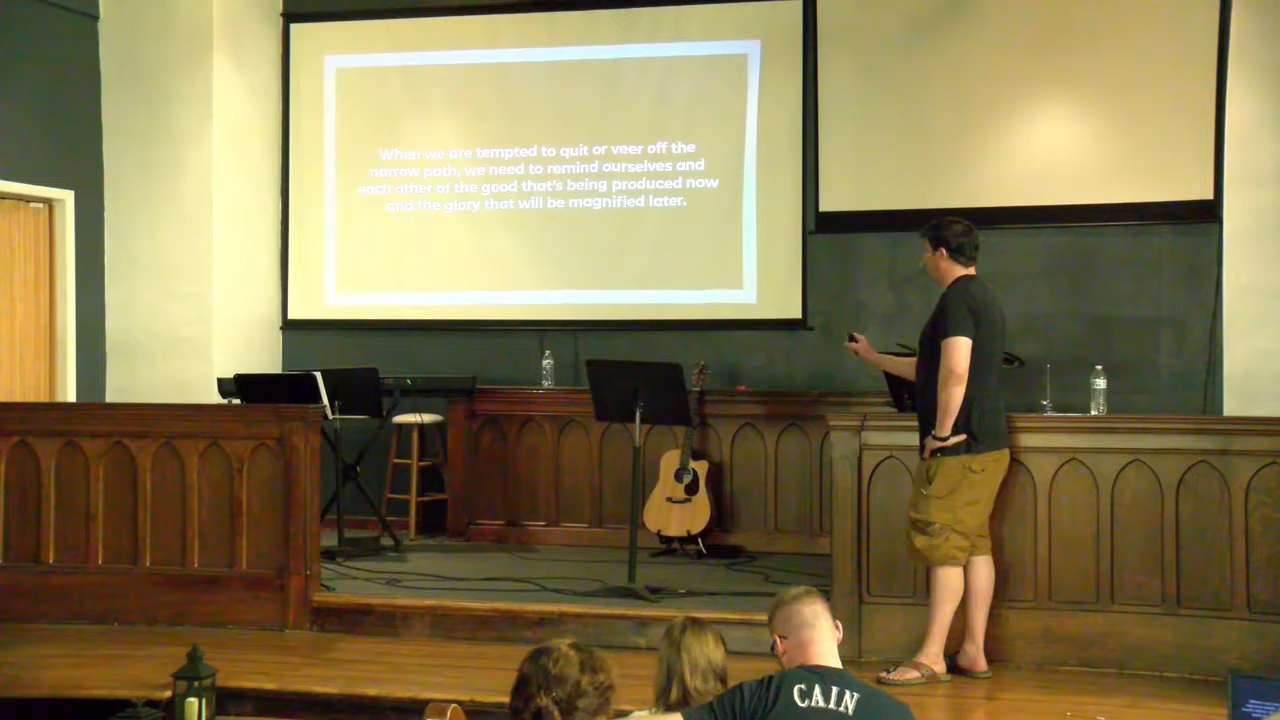 When we are tempted to quit or veer off the
narrow path, we need to remind ourselves and
each other of the good that's being produced now
and the glory that will be magnified later.
CAIN